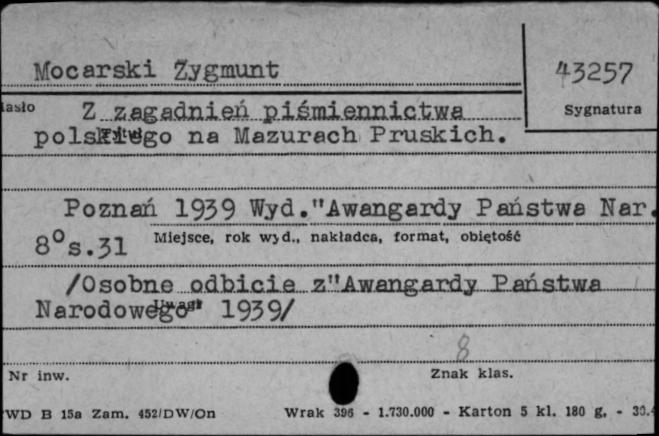 Mocarski Zygmunt
43257
Sygnatura
Z zagadnień piśmiennictwa
polskiego na Mazurach Pruskich.
Poznań 1939 Wyd."Awangardy Państwa Nar.
8° s.31
Miejsce, rok wyd., nakładca, format, objętość
/Osobne odbicie z"Awangardy Państwa
Narodowego" 1939/
Uwagi
8
Nr inw.
Znak klas.
WD B 15a Zam. 452/DW/On Wrak 396 - 1.730.000 - Karton 5 kl. 180 g. -